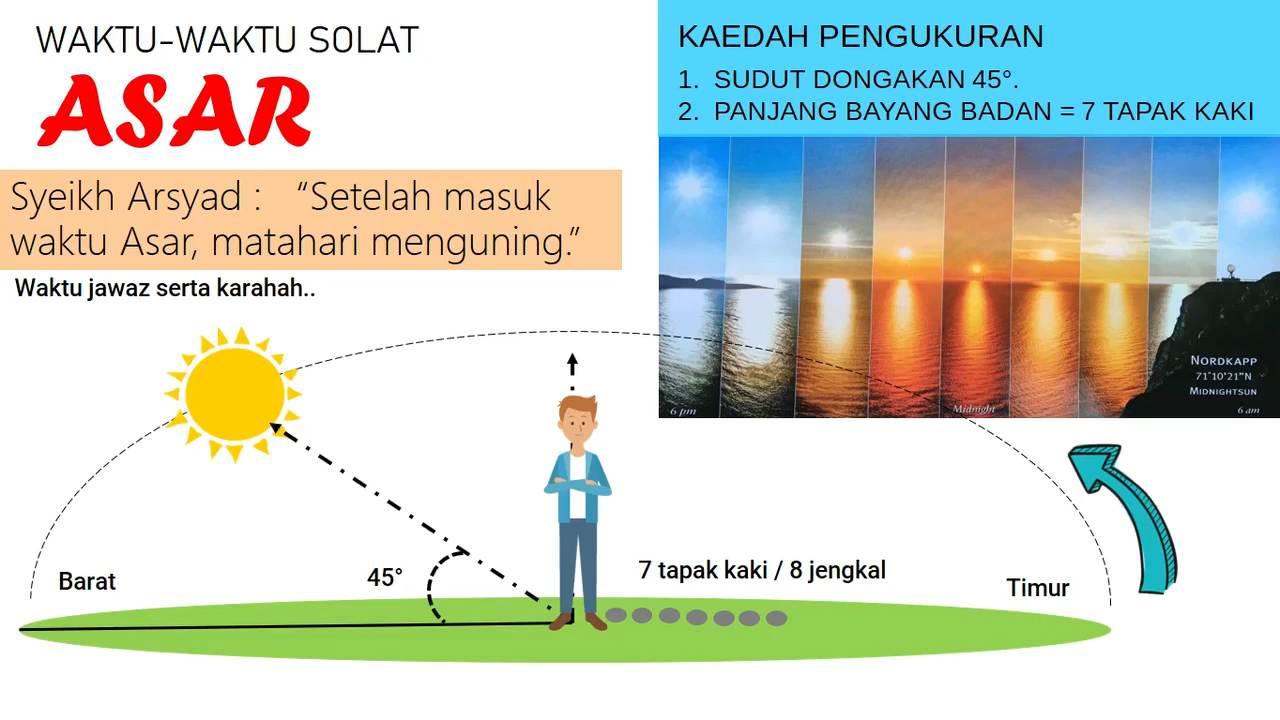 WAKTU-WAKTU SOLAT
ASAR
Syeikh Arsyad : “Setelah masuk
waktu Asar, matahari menguning.”
Waktu jawaz serta karahah..
KAEDAH PENGUKURAN
1. SUDUT DONGAKAN 45°.
2. PANJANG BAYANG BADAN = 7 TAPAK KAKI
NORDKAPP
71°10'21"N
MIDNIGHTSUN
6 pm
Midnight
6 am
Barat
45°
7 tapak kaki / 8 jengkal
Timur